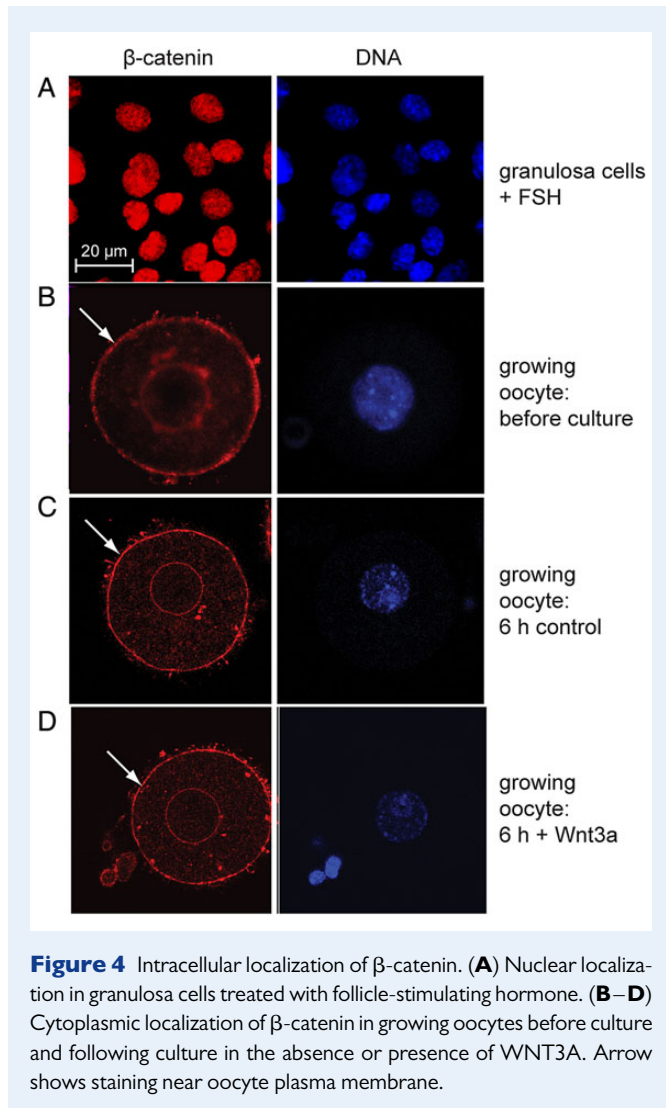 β-catenin DNA
A
granulosa cells
+ FSH
20 μm
B
growing
oocyte:
before culture
C
growing
oocyte:
6 h control
D
growing
oocyte:
6 h + Wnt3a
Figure 4 Intracellular localization of β-catenin. (A) Nuclear localiza-
tion in granulosa cells treated with follicle-stimulating hormone. (B–D)
Cytoplasmic localization of β-catenin in growing oocytes before culture
and following culture in the absence or presence of WNT3A. Arrow
shows staining near oocyte plasma membrane.